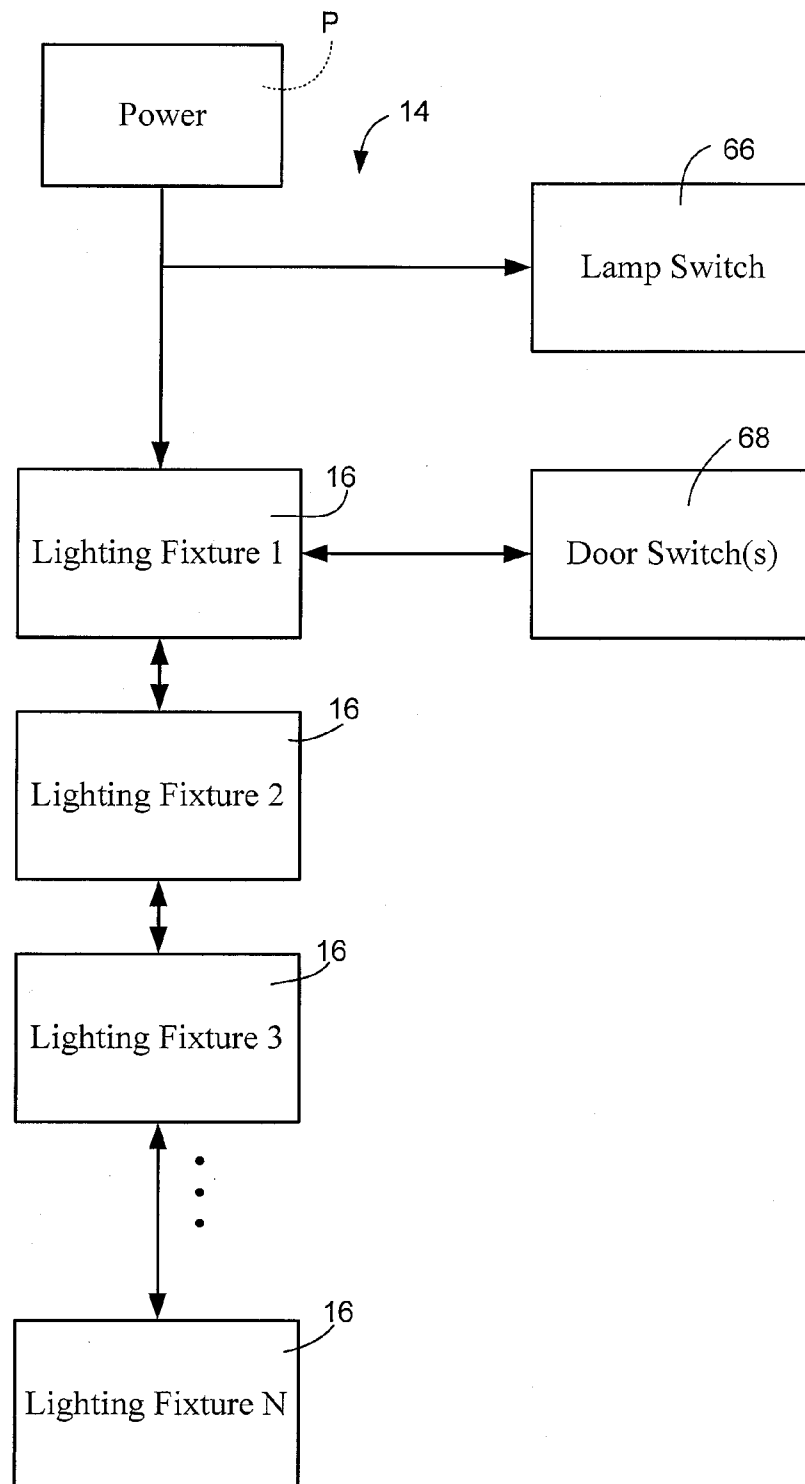 P
Power
14
66
Lamp Switch
68
16
Lighting Fixture 1
Door Switch(s)
16
Lighting Fixture 2
16
Lighting Fixture 3
16
Lighting Fixture N